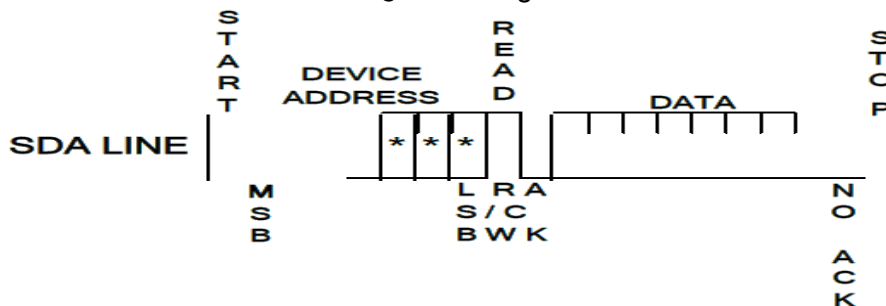 START
DEVICE
ADDRESS
READ
DATA
STOP
SDA LINE
* * *
MSB
LSB
R/W
ACK
NO ACK